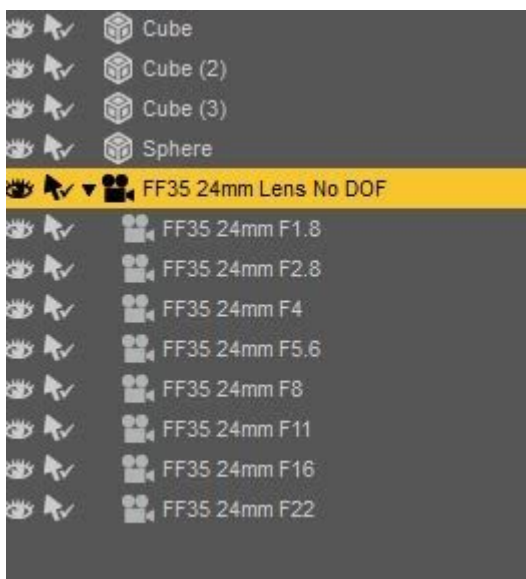 Cube
Cube (2)
Cube (3)
Sphere
FF35 24mm Lens No DOF
FF35 24mm F1.8
FF35 24mm F2.8
FF35 24mm F4
FF35 24mm F5.6
FF35 24mm F8
FF35 24mm F11
FF35 24mm F16
FF35 24mm F22